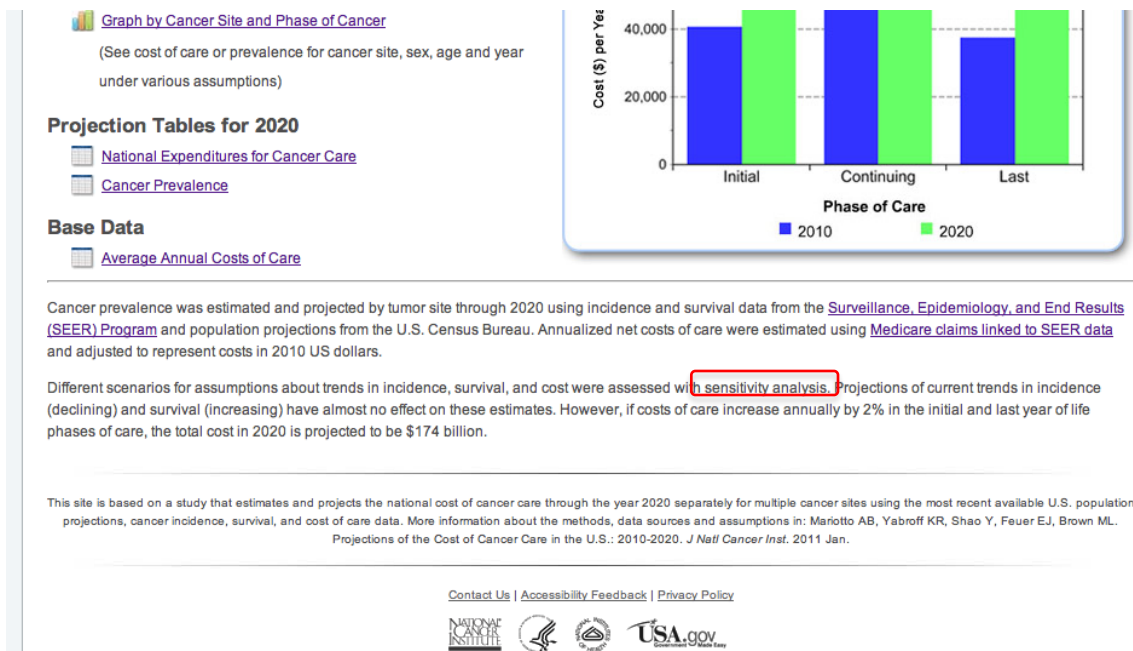 Graph by Cancer Site and Phase of Cancer
(See cost of care or prevalence for cancer site, sex, age and year
under various assumptions)
Projection Tables for 2020
National Expenditures for Cancer Care
Cancer Prevalence
Base Data
Average Annual Costs of Care
Cost ($) per Yea
40,000
20,000
0
Initial Continuing Last
Phase of Care
2010 2020
Cancer prevalence was estimated and projected by tumor site through 2020 using incidence and survival data from the Surveillance, Epidemiology, and End Results
(SEER) Program and population projections from the U.S. Census Bureau. Annualized net costs of care were estimated using Medicare claims linked to SEER data
and adjusted to represent costs in 2010 US dollars.
Different scenarios for assumptions about trends in incidence, survival, and cost were assessed with sensitivity analysis. Projections of current trends in incidence
(declining) and survival (increasing) have almost no effect on these estimates. However, if costs of care increase annually by 2% in the initial and last year of life
phases of care, the total cost in 2020 is projected to be $174 billion.
This site is based on a study that estimates and projects the national cost of cancer care through the year 2020 separately for multiple cancer sites using the most recent available U.S. population
projections, cancer incidence, survival, and cost of care data. More information about the methods, data sources and assumptions in: Mariotto AB, Yabroff KR, Shao Y, Feuer EJ, Brown ML.
Projections of the Cost of Cancer Care in the U.S.: 2010-2020. J Natl Cancer Inst. 2011 Jan.
Contact Us | Accessibility Feedback | Privacy Policy
NATIONAL
CANCER
INSTITUTE
USA.gov
Government Made Easy